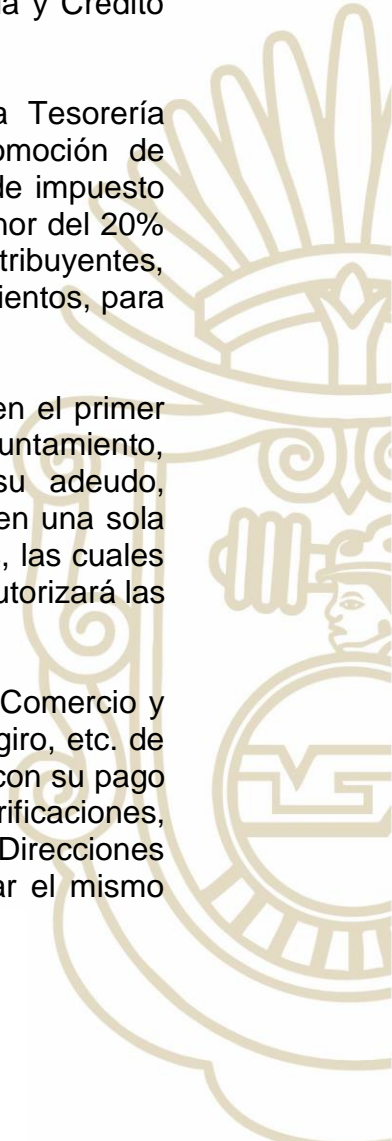 a y Crédito
a Tesorería
omoción de
de impuesto
nor del 20%
tribuyentes,
ientos, para
en el primer
untamiento,
su adeudo,
en una sola
, las cuales
utorizará las
Comercio y
giro, etc. de
con su pago
rificaciones,
Direcciones
ar el mismo